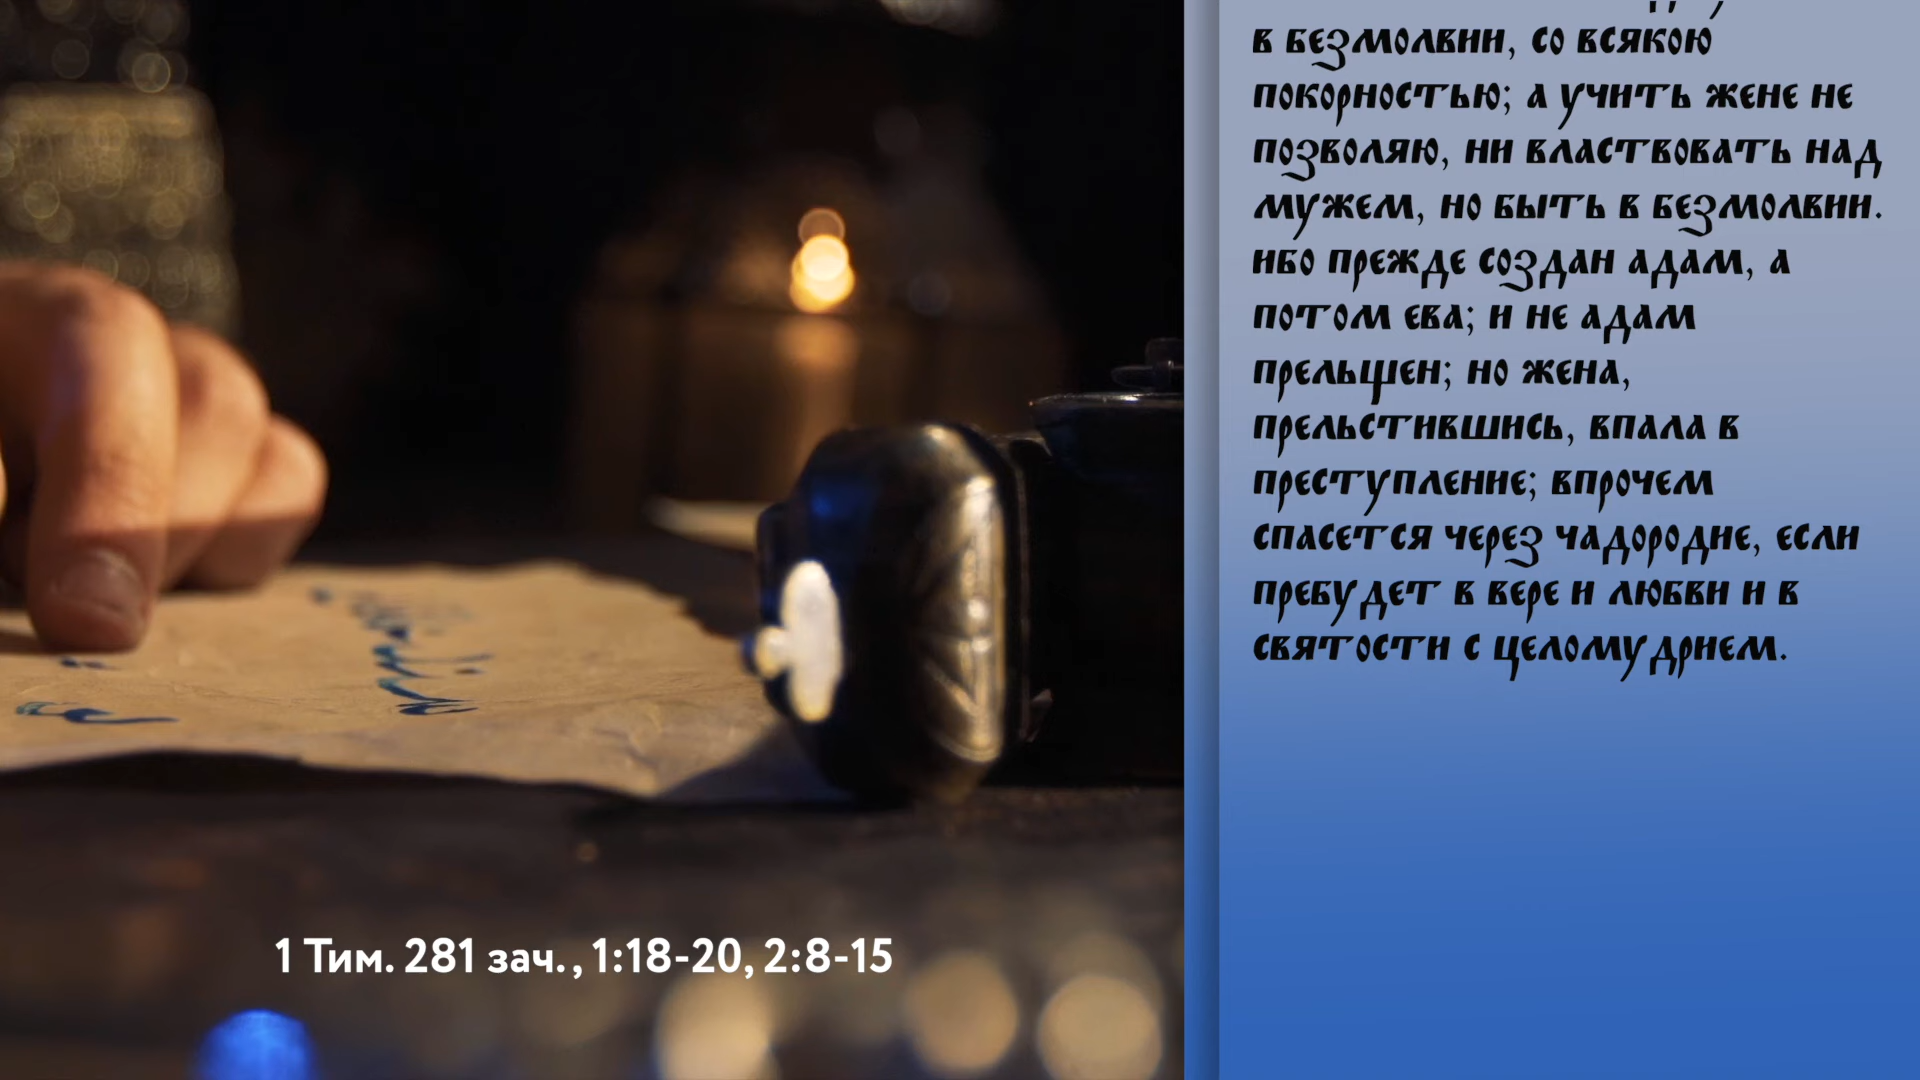 в безмолвии, со всякою
покорностью; а учить жене не
позволяю, ни властвовать над
мужем, но быть в безмолвии.
ибо прежде создан адам, а
потом ева; и не адам
прельщен; но жена,
прельстившись, впала в
преступление; впрочем
спасется через чадородие, если
пребудет в вере и любви и в
святости с целомудрием.
1 Тим. 281 зач., 1:18-20, 2:8-15